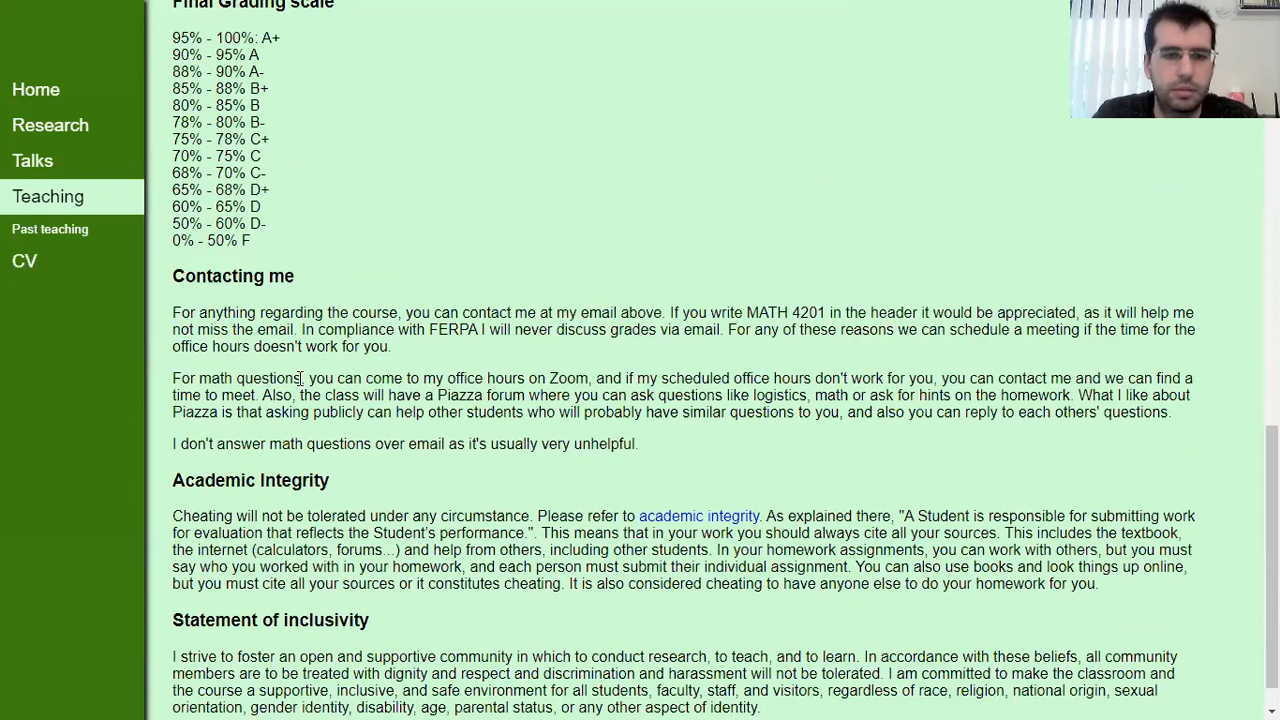 Final Grading scale
95% - 100%: A+
90% - 95% A
88% - 90% A-
85% - 88% B+
80% - 85% B
78% - 80% B-
75% - 78% C+
70% - 75% C
68% - 70% C-
65% - 68% D+
60% - 65% D
50% - 60% D-
0% - 50% F
Home
Research
Talks
Teaching
Past teaching
CV
Contacting me
For anything regarding the course, you can contact me at my email above. If you write MATH 4201 in the header it would be appreciated, as it will help me
not miss the email. In compliance with FERPA I will never discuss grades via email. For any of these reasons we can schedule a meeting if the time for the
office hours doesn't work for you.
For math questions, you can come to my office hours on Zoom, and if my scheduled office hours don't work for you, you can contact me and we can find a
time to meet. Also, the class will have a Piazza forum where you can ask questions like logistics, math or ask for hints on the homework. What I like about
Piazza is that asking publicly can help other students who will probably have similar questions to you, and also you can reply to each others' questions.
I don't answer math questions over email as it's usually very unhelpful.
Academic Integrity
Cheating will not be tolerated under any circumstance. Please refer to academic integrity. As explained there, "A Student is responsible for submitting work
for evaluation that reflects the Student's performance.". This means that in your work you should always cite all your sources. This includes the textbook,
the internet (calculators, forums...) and help from others, including other students. In your homework assignments, you can work with others, but you must
say who you worked with in your homework, and each person must submit their individual assignment. You can also use books and look things up online,
but you must cite all your sources or it constitutes cheating. It is also considered cheating to have anyone else to do your homework for you.
Statement of inclusivity
I strive to foster an open and supportive community in which to conduct research, to teach, and to learn. In accordance with these beliefs, all community
members are to be treated with dignity and respect and discrimination and harassment will not be tolerated. I am committed to make the classroom and
the course a supportive, inclusive, and safe environment for all students, faculty, staff, and visitors, regardless of race, religion, national origin, sexual
orientation, gender identity, disability, age, parental status, or any other aspect of identity.